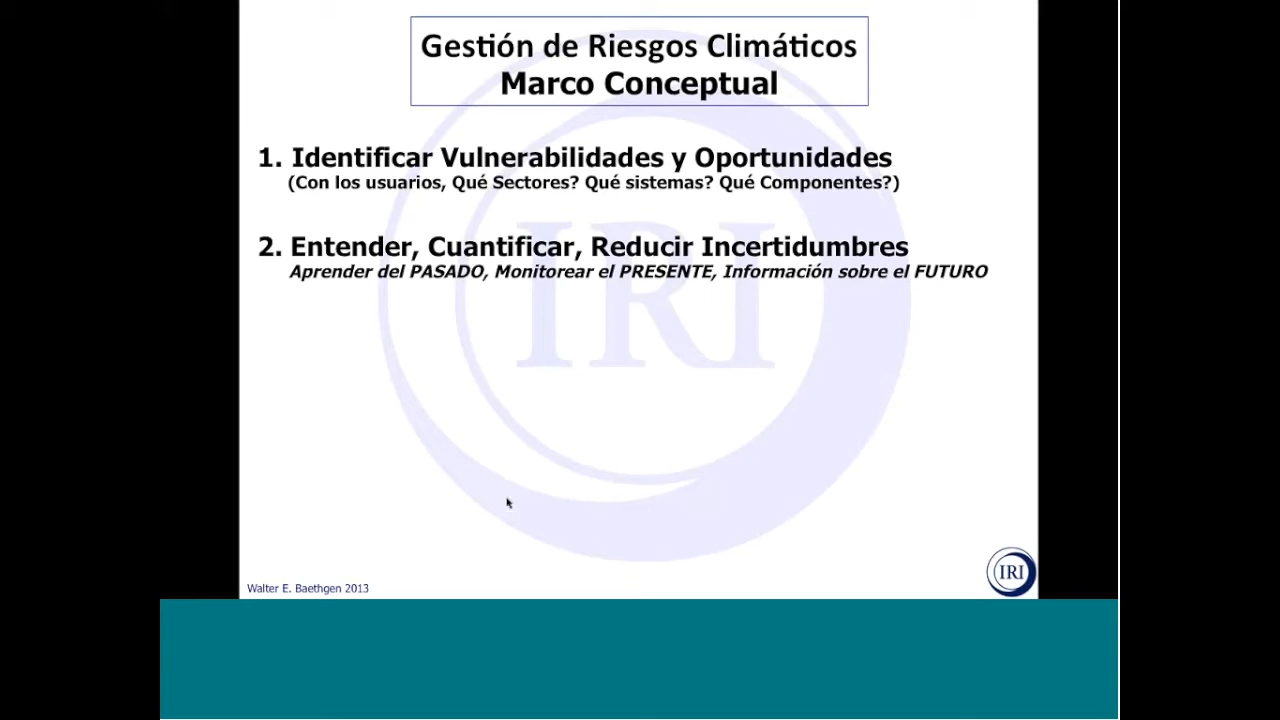 Gestión de Riesgos Climáticos
Marco Conceptual
1. Identificar Vulnerabilidades y Oportunidades
(Con los usuarios, Qué Sectores? Qué sistemas? Qué Componentes?)
2. Entender, Cuantificar, Reducir Incertidumbres
Aprender del PASADO, Monitorear el PRESENTE, Información sobre el FUTURO
IRI
Walter E. Baethgen 2013
IRI